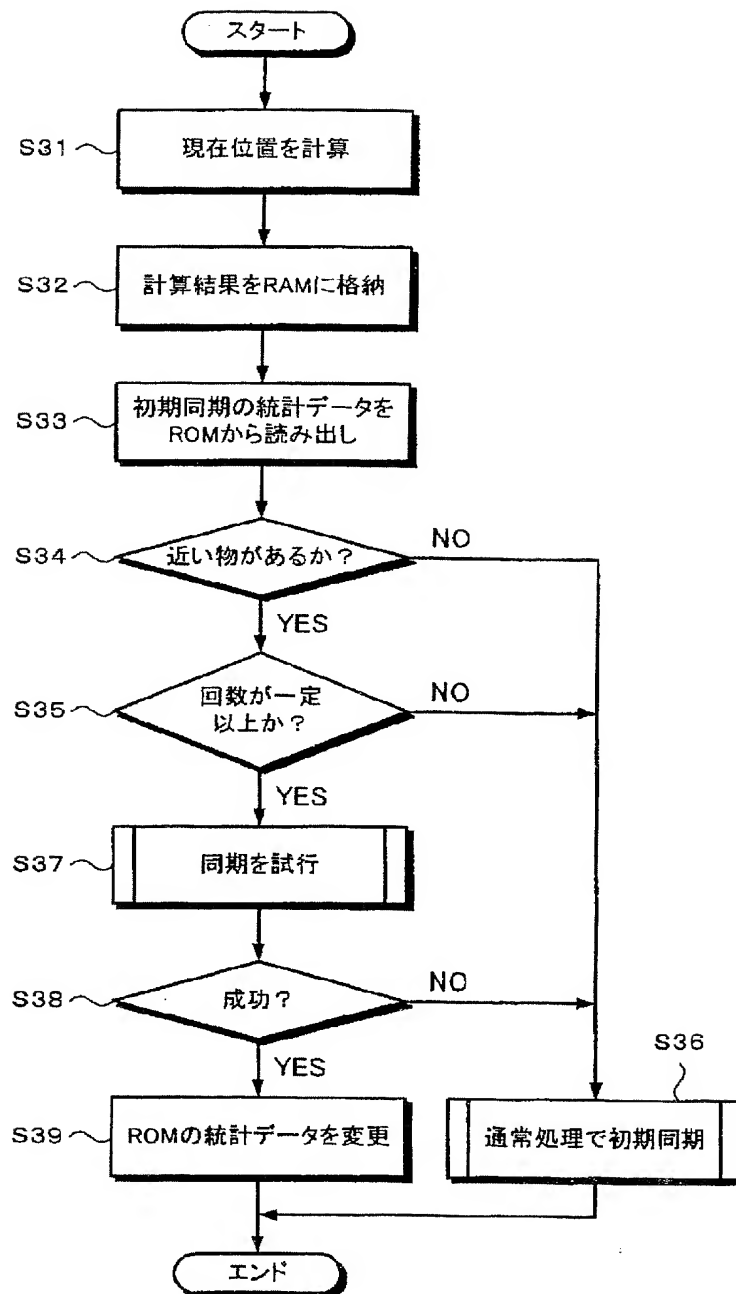 スタート
S31
現在位置を計算
S32
計算結果をRAMに格納
S33
初期同期の統計データを
ROMから読み出し
S34
近い物があるか?
NO
YES
S35
回数が一定
以上か?
NO
YES
S37
同期を試行
S38
成功?
NO
YES
S36
S39
ROMの統計データを変更
通常処理で初期同期
エンド